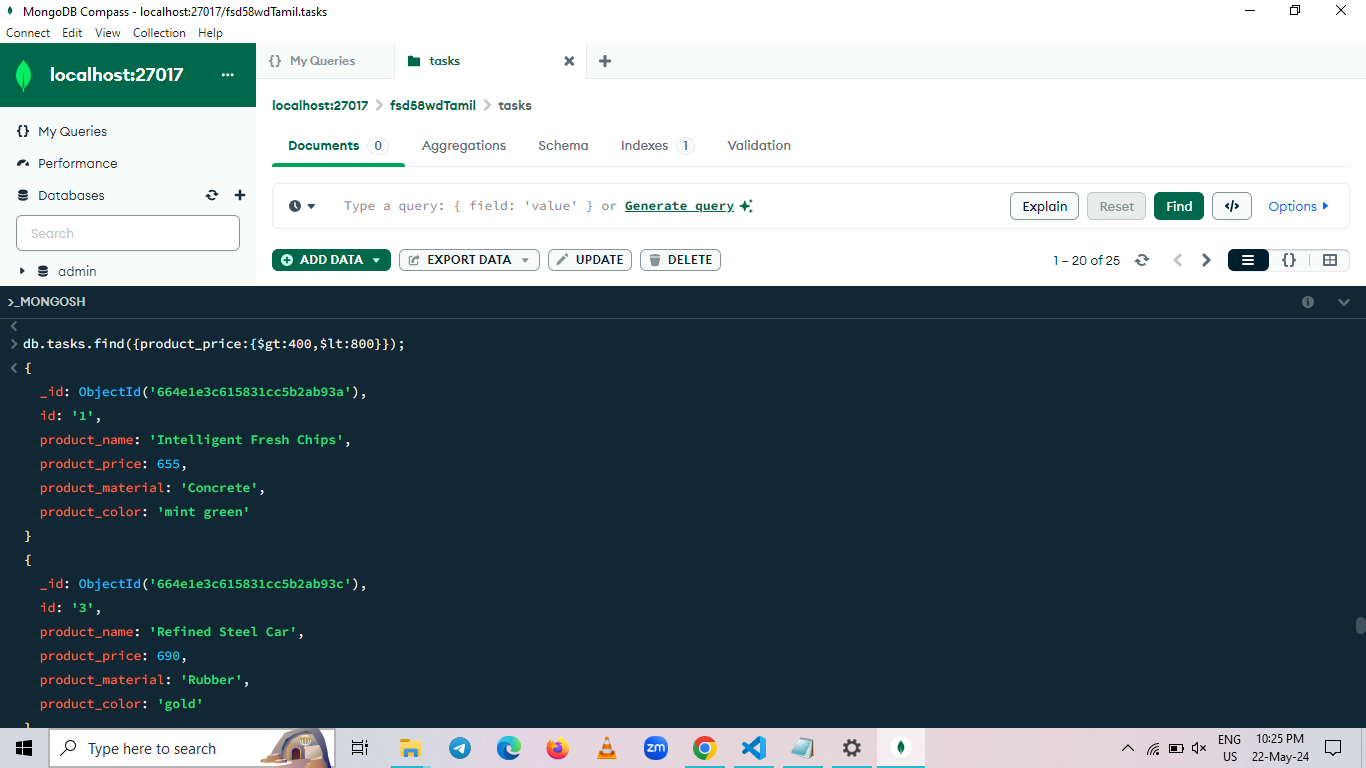 MongoDB Compass - localhost:27017/fsd58wdTamil.tasks
Connect Edit View Collection Help
localhost:27017 ...
{} My Queries
tasks
localhost:27017 > fsd58wdTamil > tasks
{} My Queries
Performance
Databases
Search
admin
Documents 0 Aggregations Schema Indexes 1 Validation
Type a query: { field: 'value' } or Generate query
Explain Reset Find </> Options
ADD DATA EXPORT DATA UPDATE DELETE 1 – 20 of 25 {}
>_MONGOSH
<
> db.tasks.find({product_price:{$gt:400,$lt:800}});
< {
_id: ObjectId('664e1e3c615831cc5b2ab93a'),
id: '1',
product_name: 'Intelligent Fresh Chips',
product_price: 655,
product_material: 'Concrete',
product_color: 'mint green'
}
{
_id: ObjectId('664e1e3c615831cc5b2ab93c'),
id: '3',
product_name: 'Refined Steel Car',
product_price: 690,
product_material: 'Rubber',
product_color: 'gold'
}
Type here to search
zm
ENG
US
10:25 PM
22-May-24